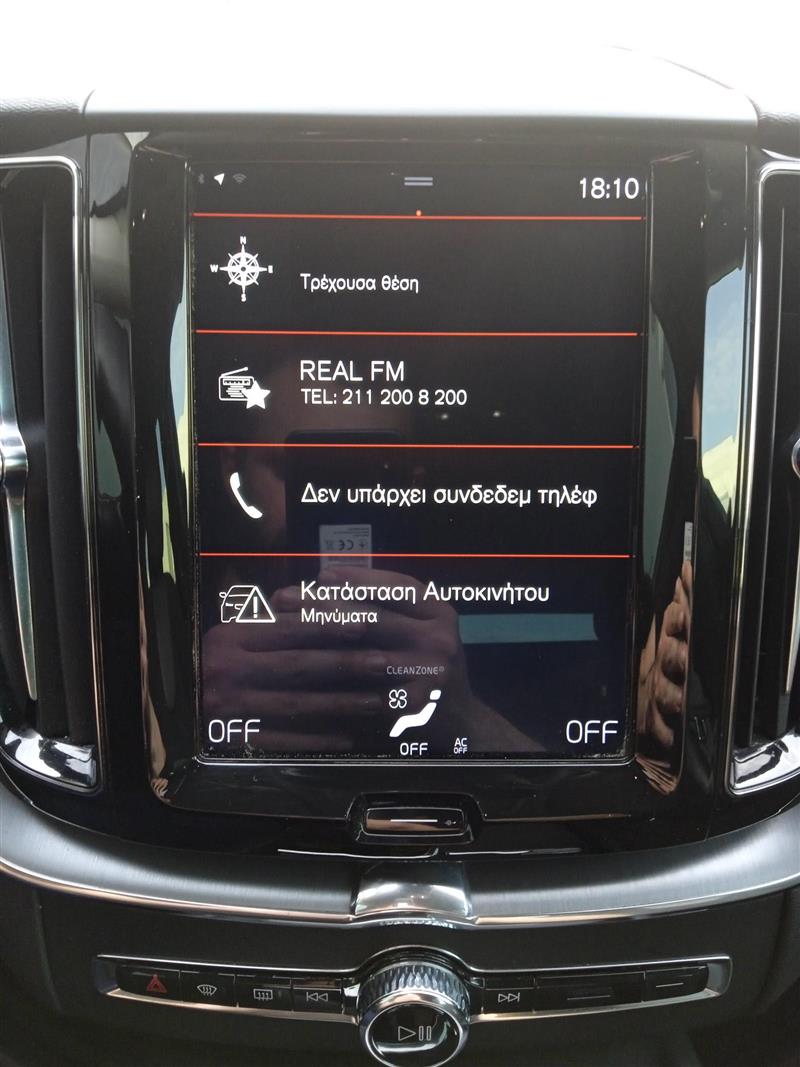 18:10
N
W E
S
Τρέχουσα θέση
REAL FM
TEL: 211 200 8 200
Δεν υπάρχει συνδεδεμ τηλέφ
Κατάσταση Αυτοκινήτου
Μηνύματα
CLEANZONE®
OFF
OFF
AC
OFF
OFF